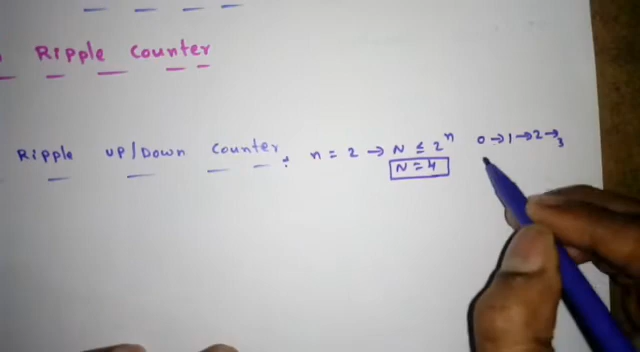 Ripple Counter
Ripple UP/Down Counter : n = 2 → N ≤ 2ⁿ 0 → 1 → 2 → 3
N = 4